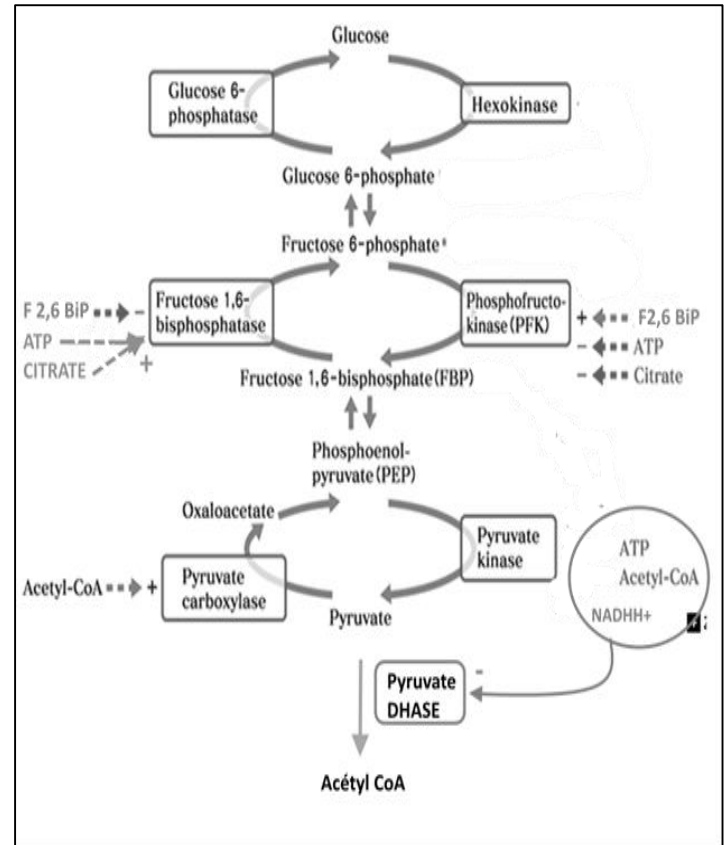 Glucose
Glucose 6-
phosphatase
Hexokinase
Glucose 6-phosphate
Fructose 6-phosphate
F 2,6 BiP
-
Fructose 1,6-
bisphosphatase
ATP
CITRATE
+
Phosphofructo-
kinase (PFK)
+ F2,6 BiP
- ATP
- Citrate
Fructose 1,6-bisphosphate (FBP)
Phosphoenol-
pyruvate (PEP)
Oxaloacetate
Pyruvate
kinase
Acetyl-CoA +
Pyruvate
carboxylase
Pyruvate
ATP
Acetyl-CoA
NADHH+
-
Pyruvate
DHASE
Acétyl CoA